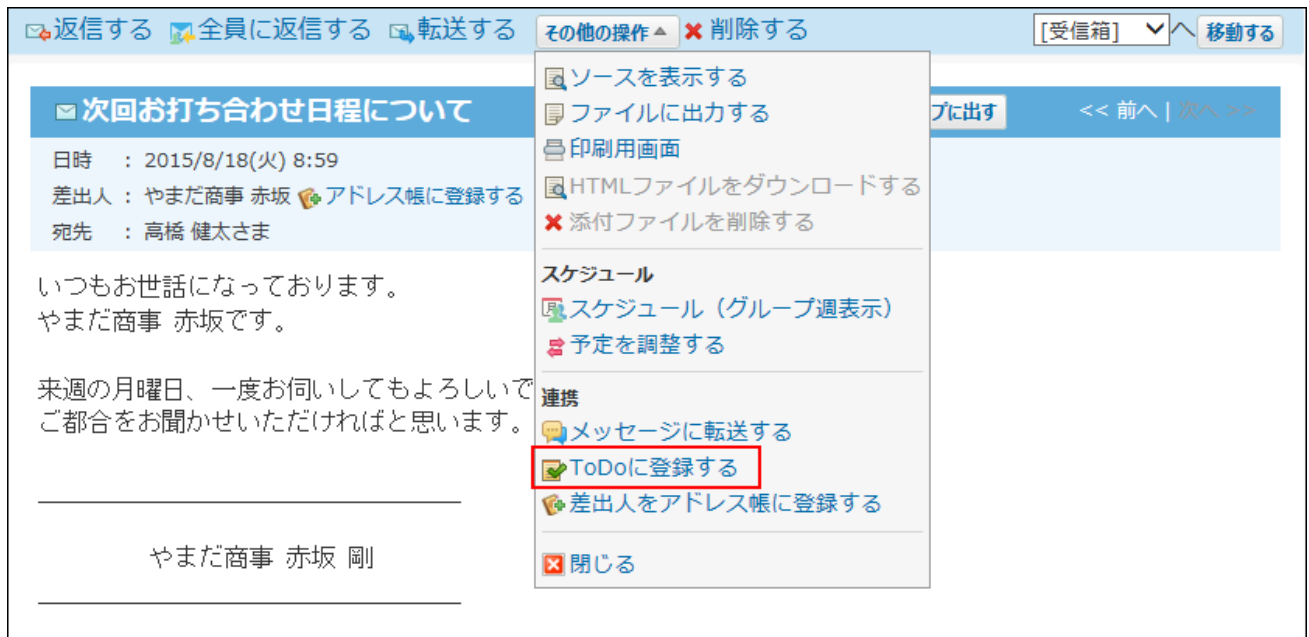 返信する 全員に返信する 転送する その他の操作▲ 削除する [受信箱] へ 移動する
次回お打ち合わせ日程について プに出す << 前へ | 次へ >>
日時 : 2015/8/18(火) 8:59
差出人 : やまだ商事 赤坂 アドレス帳に登録する
宛先 : 高橋 健太さま
いつもお世話になっております。
やまだ商事 赤坂です。
来週の月曜日、一度お伺いしてもよろしいで
ご都合をお聞かせいただければと思います。
やまだ商事 赤坂 剛
ソースを表示する
ファイルに出力する
印刷用画面
HTMLファイルをダウンロードする
添付ファイルを削除する
スケジュール
スケジュール（グループ週表示）
予定を調整する
連携
メッセージに転送する
ToDoに登録する
差出人をアドレス帳に登録する
閉じる